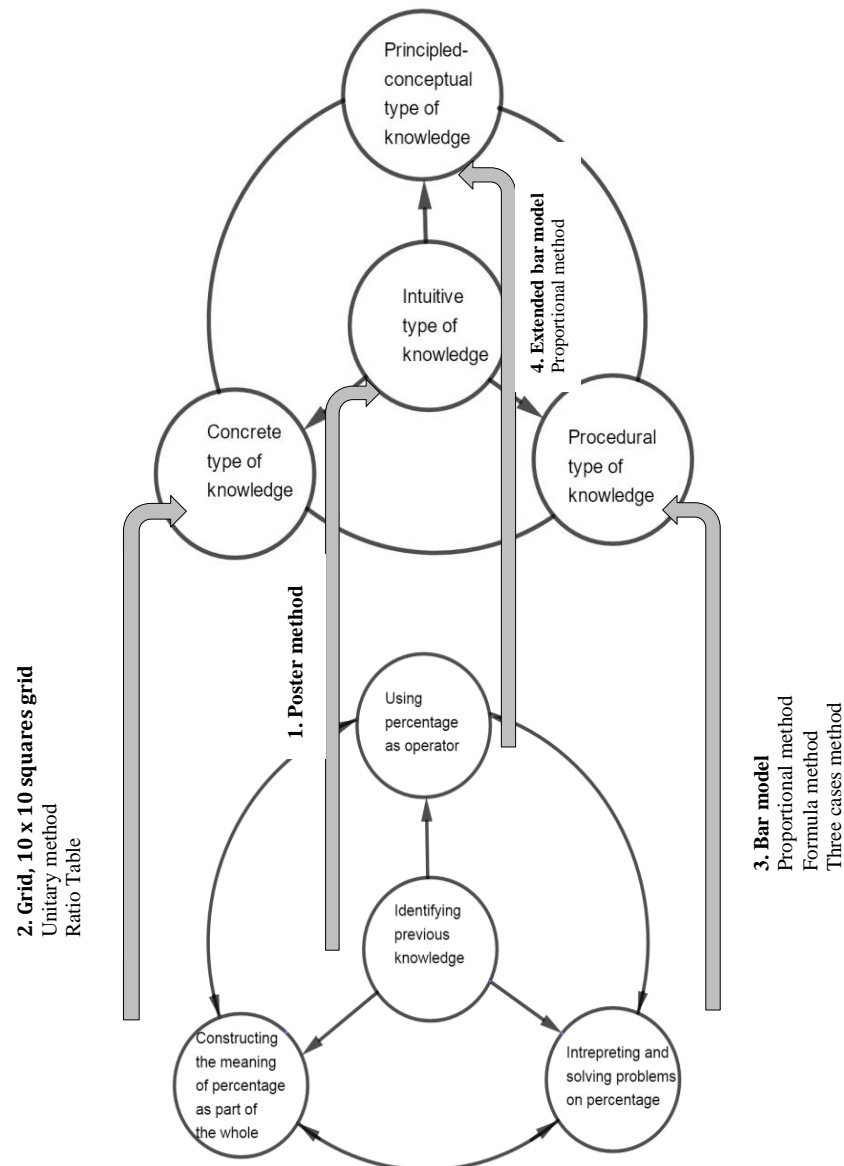 Principled-
conceptual
type of
knowledge
Intuitive
type of
knowledge
4. Extended bar model
Proportional method
Concrete
type of
knowledge
Procedural
type of
knowledge
2. Grid, 10 x 10 squares grid
Unitary method
Ratio Table
1. Poster method
3. Bar model
Proportional method
Formula method
Three cases method
Using
percentage
as operator
Identifying
previous
knowledge
Constructing
the meaning
of percentage
as part of
the whole
Intrepreting and
solving problems
on percentage